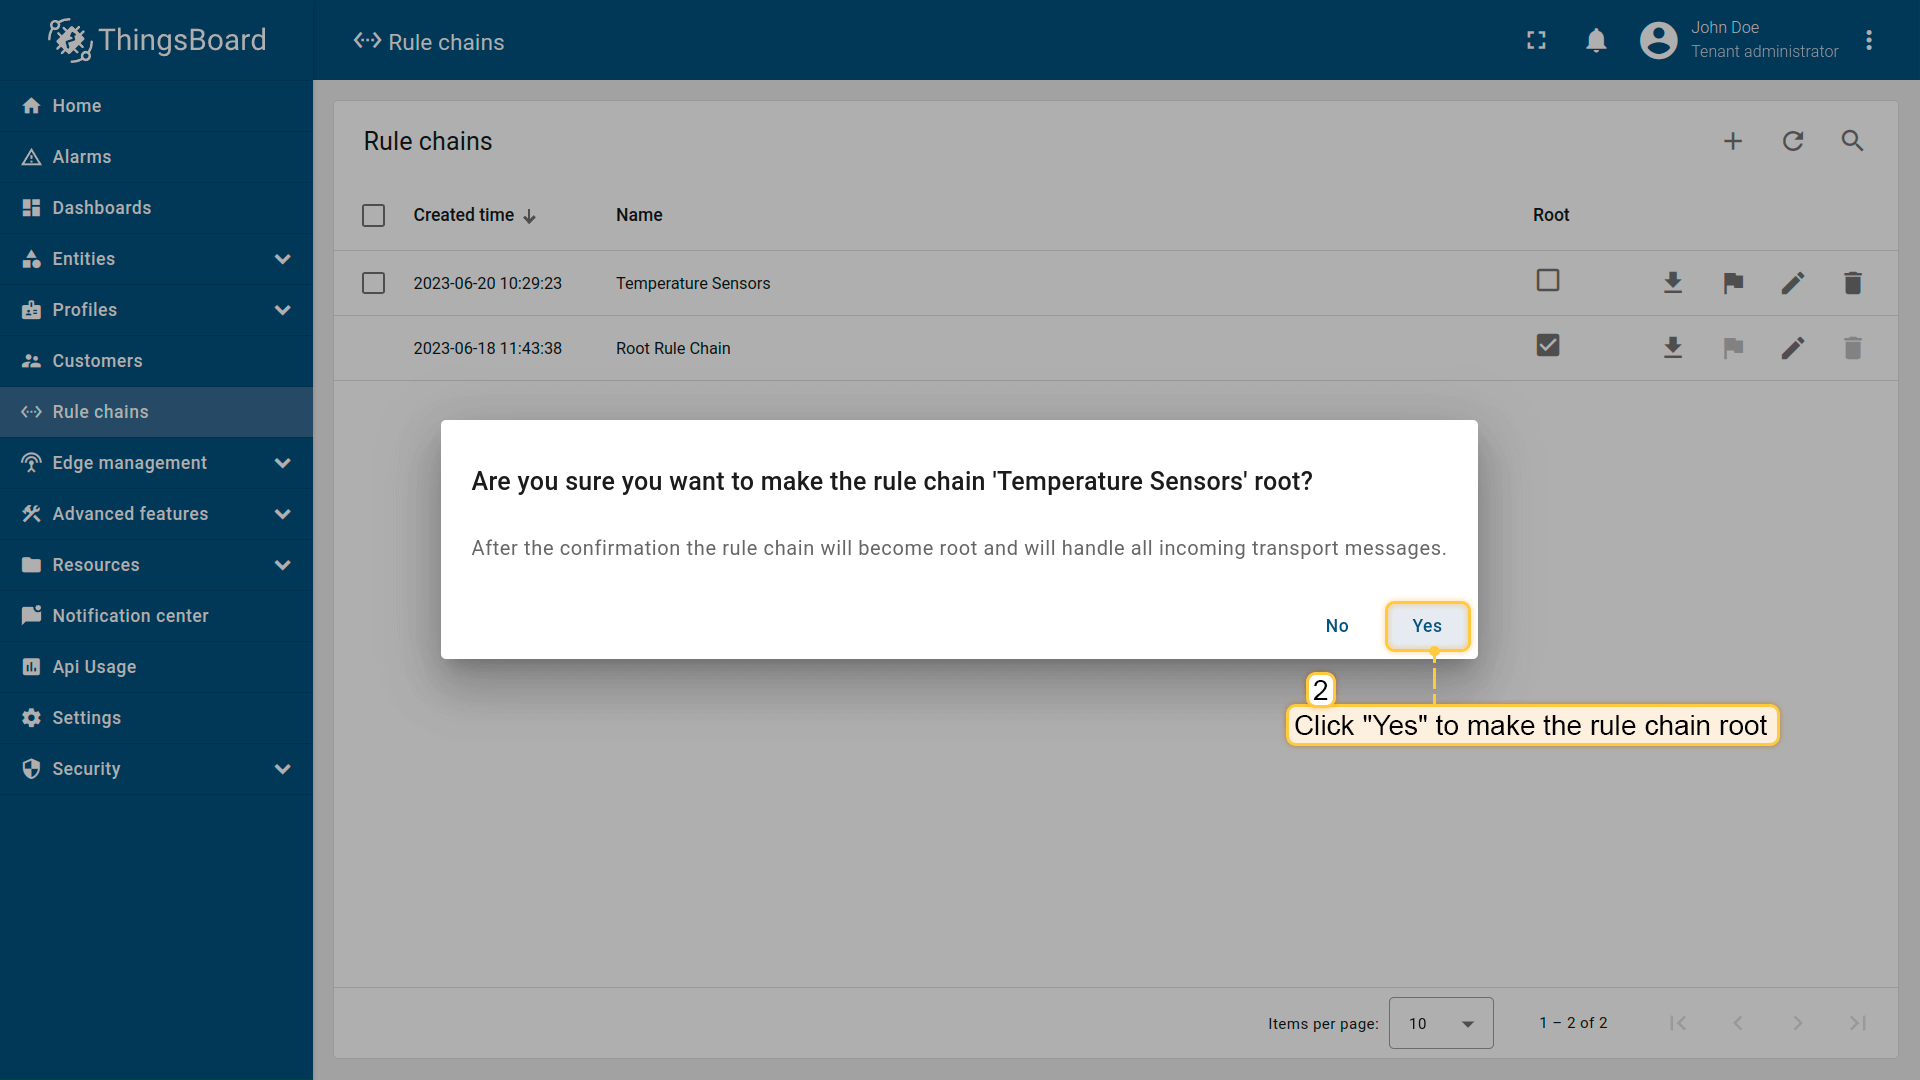 ThingsBoard
Rule chains
John Doe
Tenant administrator
Home
Alarms
Dashboards
Entities
Profiles
Customers
Rule chains
Edge management
Advanced features
Resources
Notification center
Api Usage
Settings
Security
Rule chains
Created time Name Root
2023-06-20 10:29:23 Temperature Sensors
2023-06-18 11:43:38 Root Rule Chain
Are you sure you want to make the rule chain 'Temperature Sensors' root?
After the confirmation the rule chain will become root and will handle all incoming transport messages.
No Yes
2
Click "Yes" to make the rule chain root
Items per page: 10 1 – 2 of 2